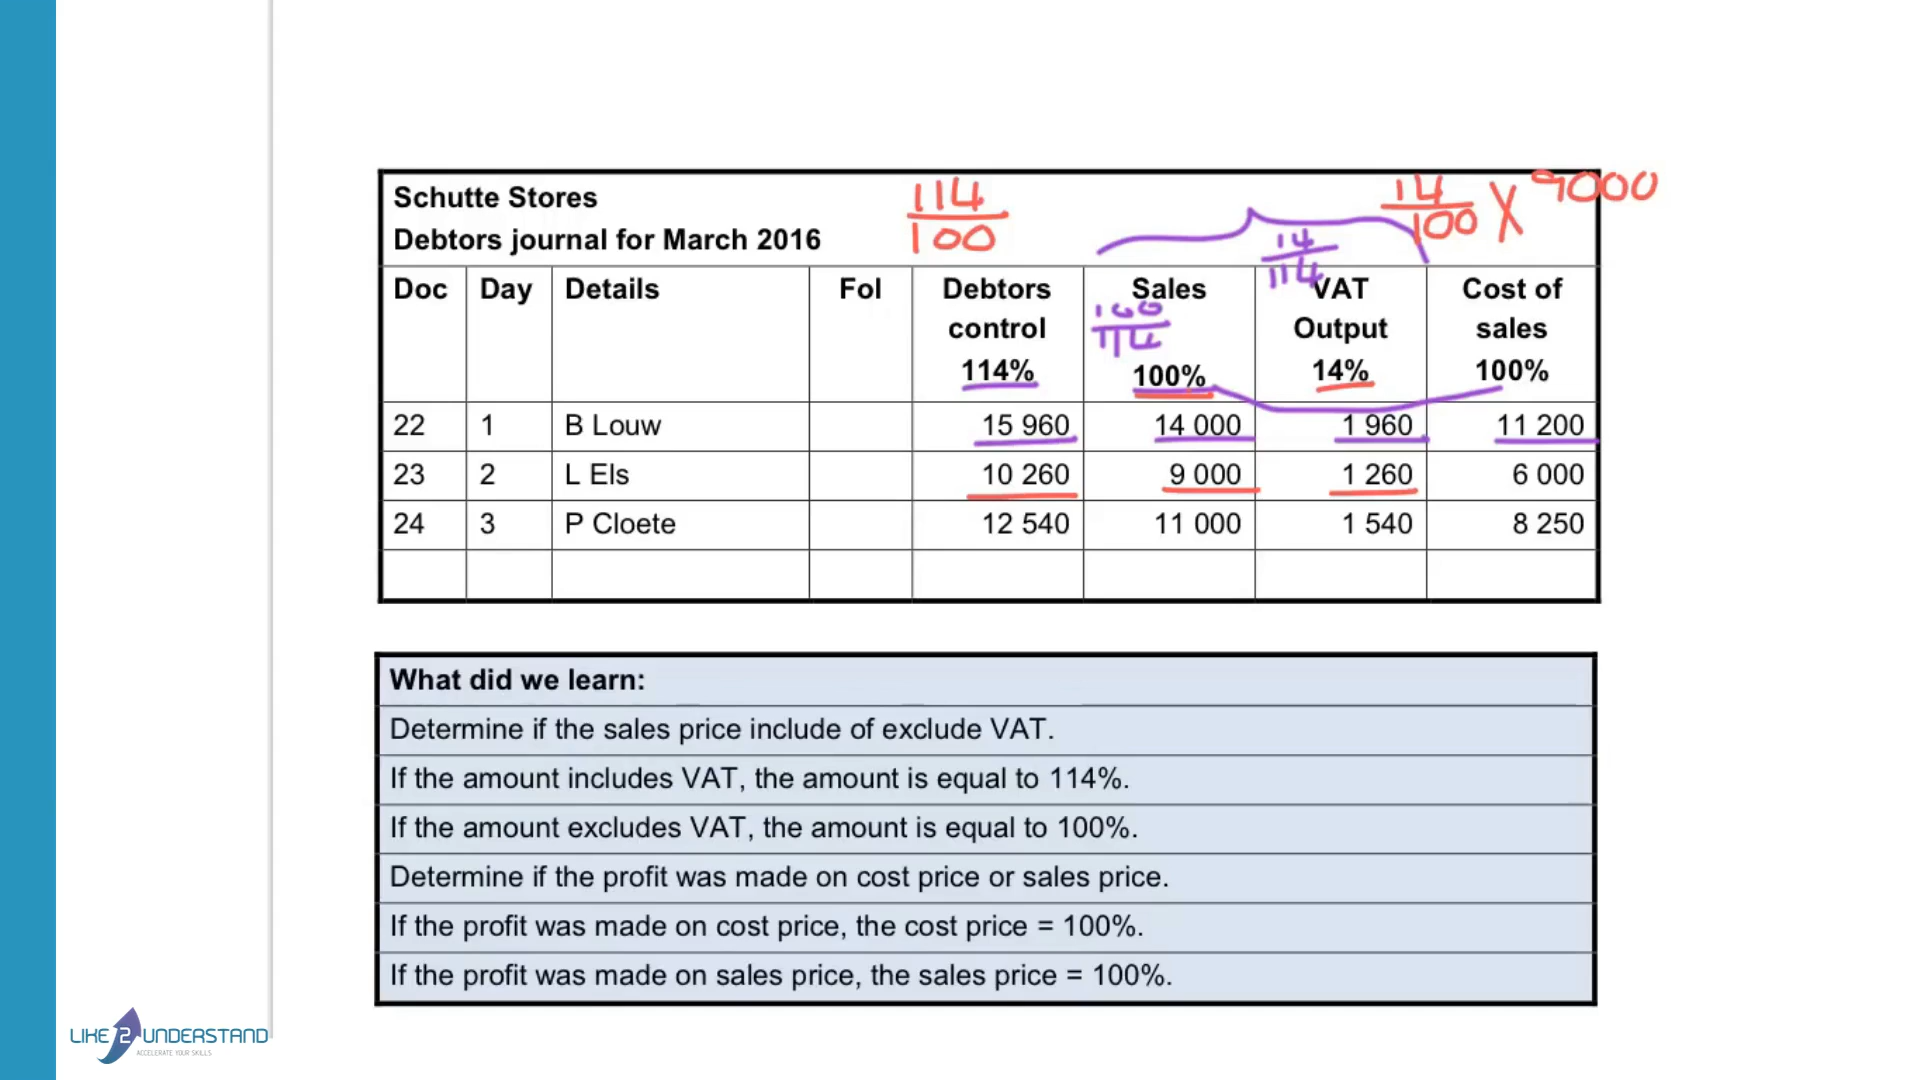 Schutte Stores
Debtors journal for March 2016
114
100
14
100 X 9000
14
114
Doc Day Details Fol Debtors control 114% Sales 100% VAT Output 14% Cost of sales 100%
100
114
22 1 B Louw 15 960 14 000 1 960 11 200
23 2 L Els 10 260 9 000 1 260 6 000
24 3 P Cloete 12 540 11 000 1 540 8 250
What did we learn:
Determine if the sales price include of exclude VAT.
If the amount includes VAT, the amount is equal to 114%.
If the amount excludes VAT, the amount is equal to 100%.
Determine if the profit was made on cost price or sales price.
If the profit was made on cost price, the cost price = 100%.
If the profit was made on sales price, the sales price = 100%.
LIKE 2 UNDERSTAND
ACCELERATE YOUR SKILLS